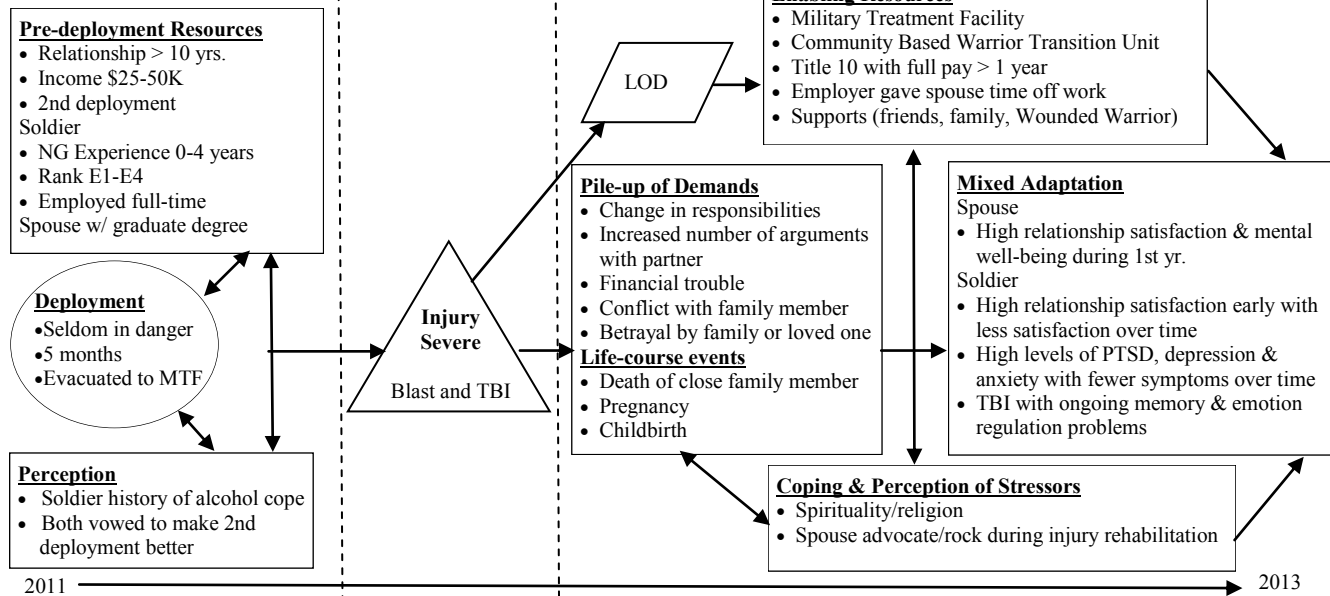 Pre-deployment Resources
• Relationship > 10 yrs.
• Income $25-50K
• 2nd deployment
Soldier
• NG Experience 0-4 years
• Rank E1-E4
• Employed full-time
Spouse w/ graduate degree
Deployment
•Seldom in danger
•5 months
•Evacuated to MTF
Perception
• Soldier history of alcohol cope
• Both vowed to make 2nd
deployment better
Injury
Severe
Blast and TBI
LOD
Enabling Resources
• Military Treatment Facility
• Community Based Warrior Transition Unit
• Title 10 with full pay > 1 year
• Employer gave spouse time off work
• Supports (friends, family, Wounded Warrior)
Pile-up of Demands
• Change in responsibilities
• Increased number of arguments
with partner
• Financial trouble
• Conflict with family member
• Betrayal by family or loved one
Life-course events
• Death of close family member
• Pregnancy
• Childbirth
Coping & Perception of Stressors
• Spirituality/religion
• Spouse advocate/rock during injury rehabilitation
Mixed Adaptation
Spouse
• High relationship satisfaction & mental
well-being during 1st yr.
Soldier
• High relationship satisfaction early with
less satisfaction over time
• High levels of PTSD, depression &
anxiety with fewer symptoms over time
• TBI with ongoing memory & emotion
regulation problems
2011
2013